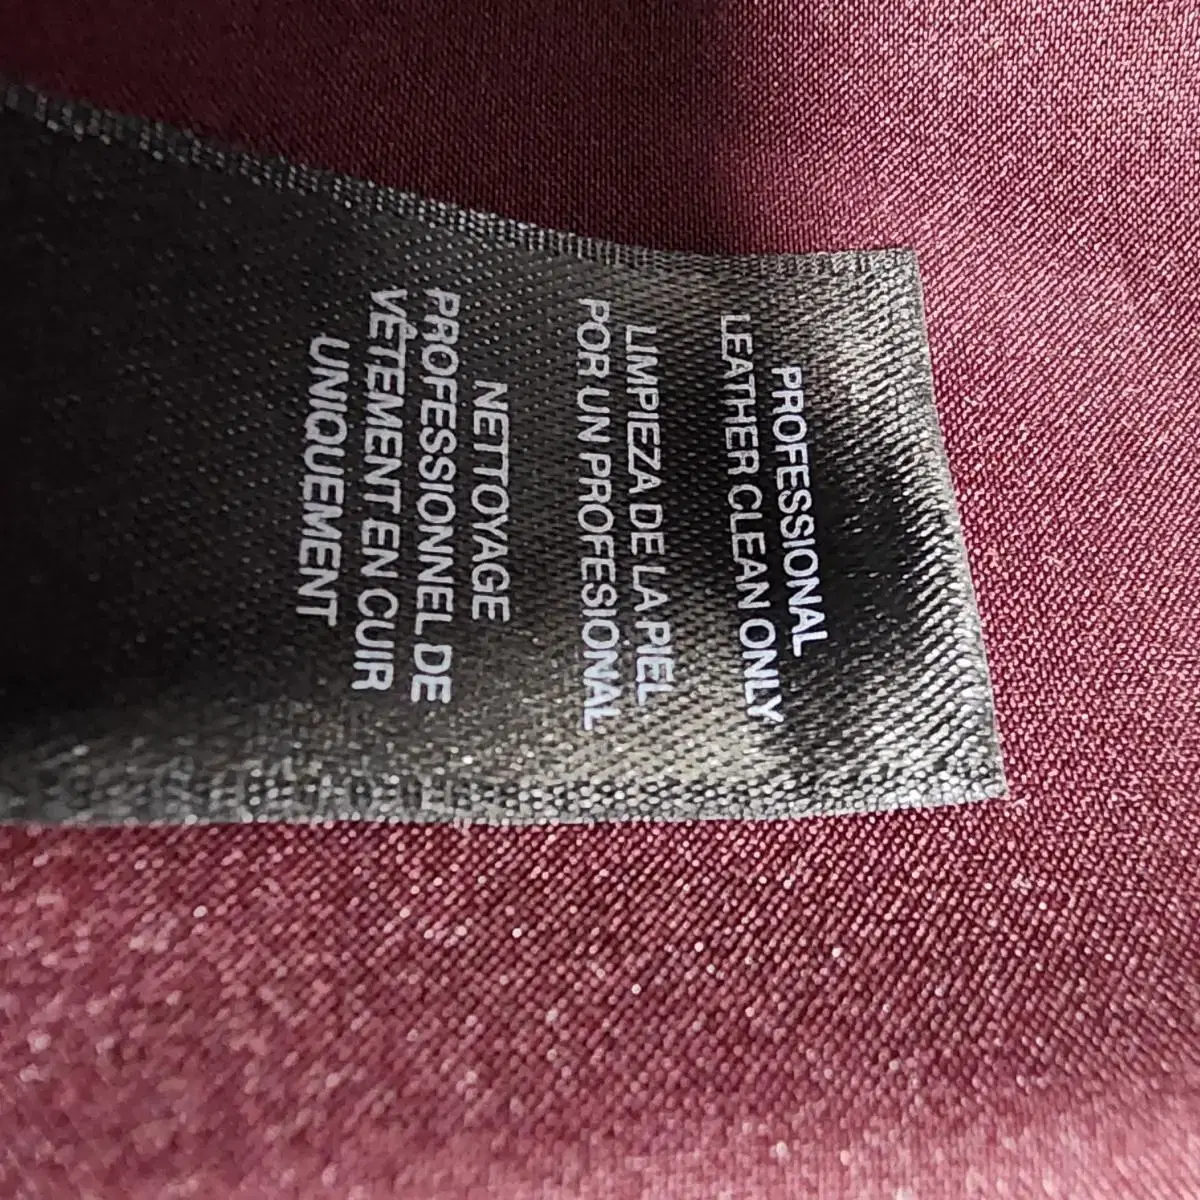 PROFESSIONAL
LEATHER CLEAN ONLY
LIMPIEZA DE LA PIEL
POR UN PROFESIONAL
NETTOYAGE
PROFESSIONNEL DE
VÊTEMENT EN CUIR
UNIQUEMENT